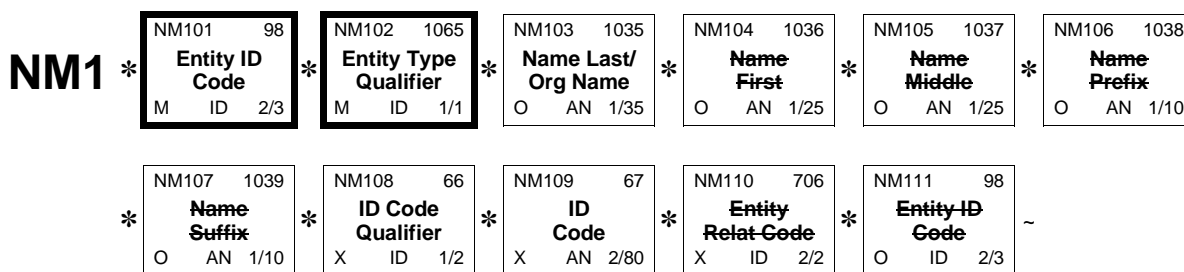 NM101 98 NM102 1065 NM103 1035 NM104 1036 NM105 1037 NM106 1038
NM1 * Entity ID Code * Entity Type Qualifier * Name Last/ Org Name * Name First * Name Middle * Name Prefix
M ID 2/3 M ID 1/1 O AN 1/35 O AN 1/25 O AN 1/25 O AN 1/10
NM107 1039 NM108 66 NM109 67 NM110 706 NM111 98
* Name Suffix * ID Code Qualifier * ID Code * Entity Relat Code * Entity ID Code ~
O AN 1/10 X ID 1/2 X AN 2/80 X ID 2/2 O ID 2/3